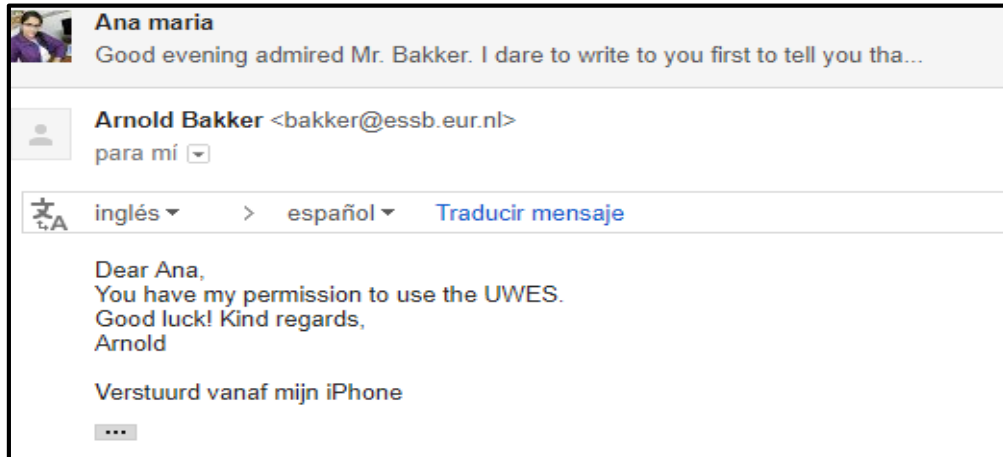 Ana maria
Good evening admired Mr. Bakker. I dare to write to you first to tell you tha...
Arnold Bakker <bakker@essb.eur.nl>
para mí
inglés > español Traducir mensaje
Dear Ana,
You have my permission to use the UWES.
Good luck! Kind regards,
Arnold
Verstuurd vanaf mijn iPhone